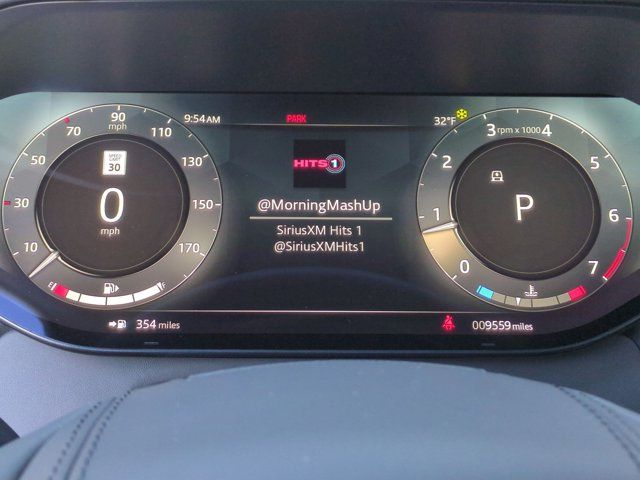 9:54AM
PARK
32°F
90
mph
70
110
50
130
30
150
10
170
SPEED
LIMIT
30
0
mph
E
F
HITS 1
@MorningMashUp
SiriusXM Hits 1
@SiriusXMHits1
3 rpm x 1000 4
2
5
1
6
0
7
P
354 miles
009559 miles